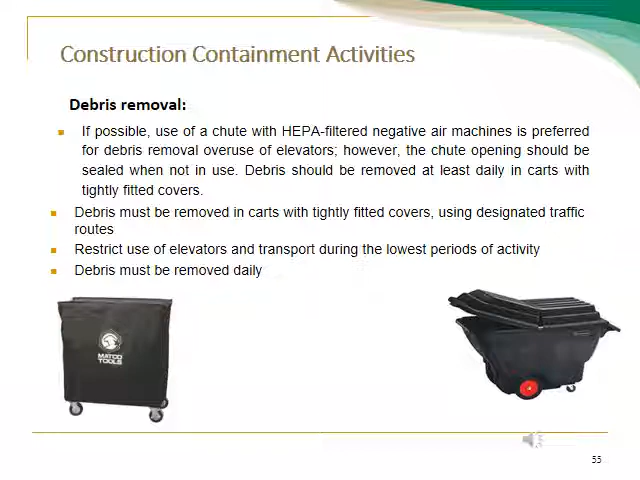 Construction Containment Activities
Debris removal:
If possible, use of a chute with HEPA-filtered negative air machines is preferred
for debris removal overuse of elevators; however, the chute opening should be
sealed when not in use. Debris should be removed at least daily in carts with
tightly fitted covers.
Debris must be removed in carts with tightly fitted covers, using designated traffic
routes
Restrict use of elevators and transport during the lowest periods of activity
Debris must be removed daily
MATCO
TOOLS
55